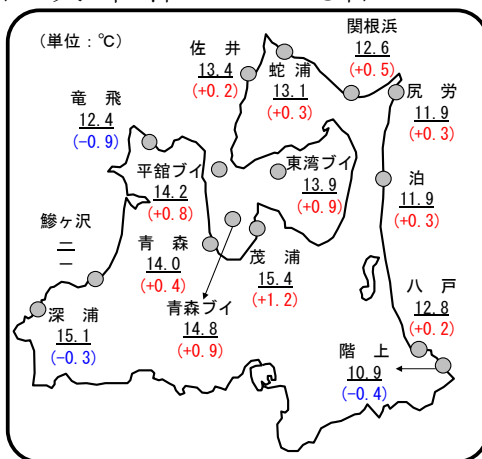 (単位：℃)
関根浜
12.6
(+0.5)
佐井
13.4
(+0.2)
蛇浦
13.1
(+0.3)
尻労
11.9
(+0.3)
竜飛
12.4
(-0.9)
平舘ブイ
14.2
(+0.8)
東湾ブイ
13.9
(+0.9)
泊
11.9
(+0.3)
鰺ヶ沢
－
－
青森
14.0
(+0.4)
茂浦
15.4
(+1.2)
八戸
12.8
(+0.2)
深浦
15.1
(-0.3)
青森ブイ
14.8
(+0.9)
階上
10.9
(-0.4)